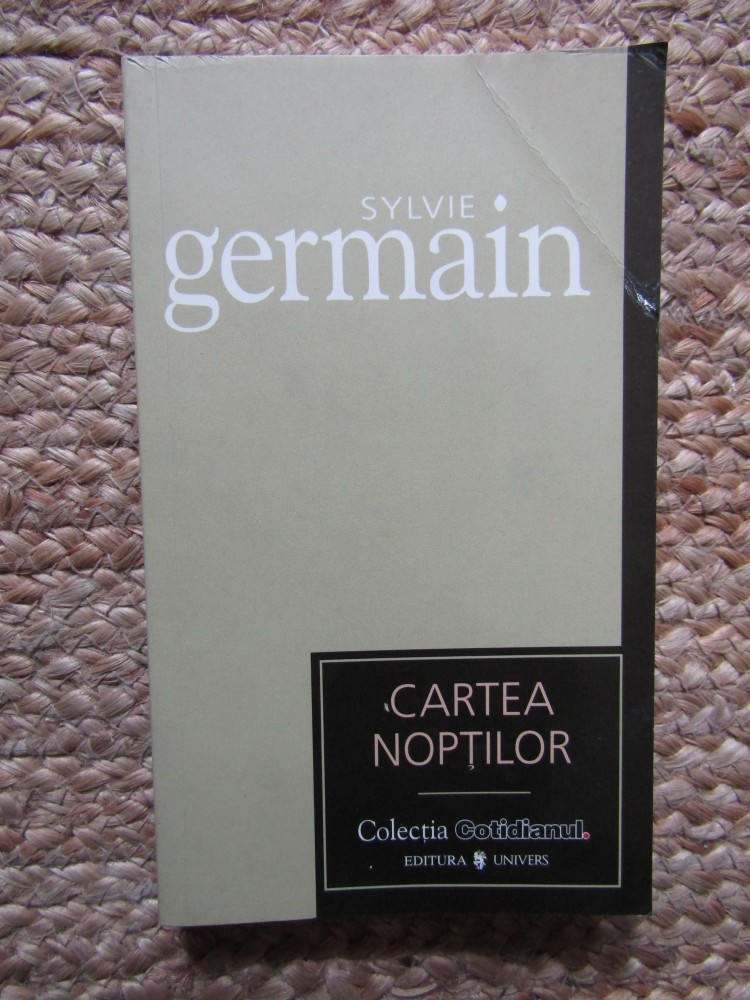 SYLVIE
germain
CARTEA
NOPȚILOR
Colecția Cotidianul.
EDITURA UNIVERS